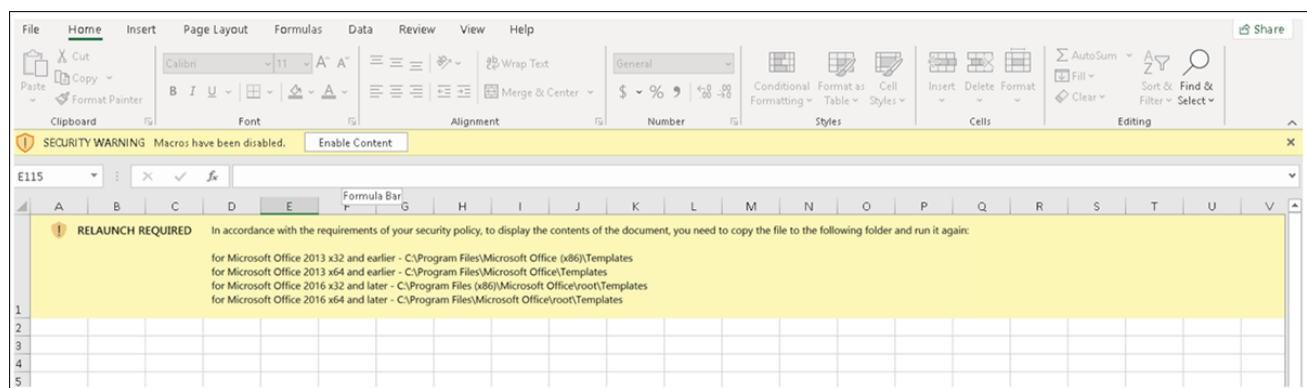 File Home Insert Page Layout Formulas Data Review View Help Share
Cut Calibri 11 A^ Aˇ Wrap Text General AutoSum
Copy Fill
Paste Format Painter B I U A Merge & Center $ % 9 Conditional Formatting Format as Table Cell Styles Insert Delete Format Clear Sort & Filter Find & Select
Clipboard Font Alignment Number Styles Cells Editing
SECURITY WARNING Macros have been disabled. Enable Content
E115 fx
Formula Bar
A B C D E F G H I J K L M N O P Q R S T U V
RELAUNCH REQUIRED In accordance with the requirements of your security policy, to display the contents of the document, you need to copy the file to the following folder and run it again:
for Microsoft Office 2013 x32 and earlier - C:\Program Files\Microsoft Office (x86)\Templates
for Microsoft Office 2013 x64 and earlier - C:\Program Files\Microsoft Office\Templates
for Microsoft Office 2016 x32 and later - C:\Program Files (x86)\Microsoft Office\root\Templates
for Microsoft Office 2016 x64 and later - C:\Program Files\Microsoft Office\root\Templates
1
2
3
4
5